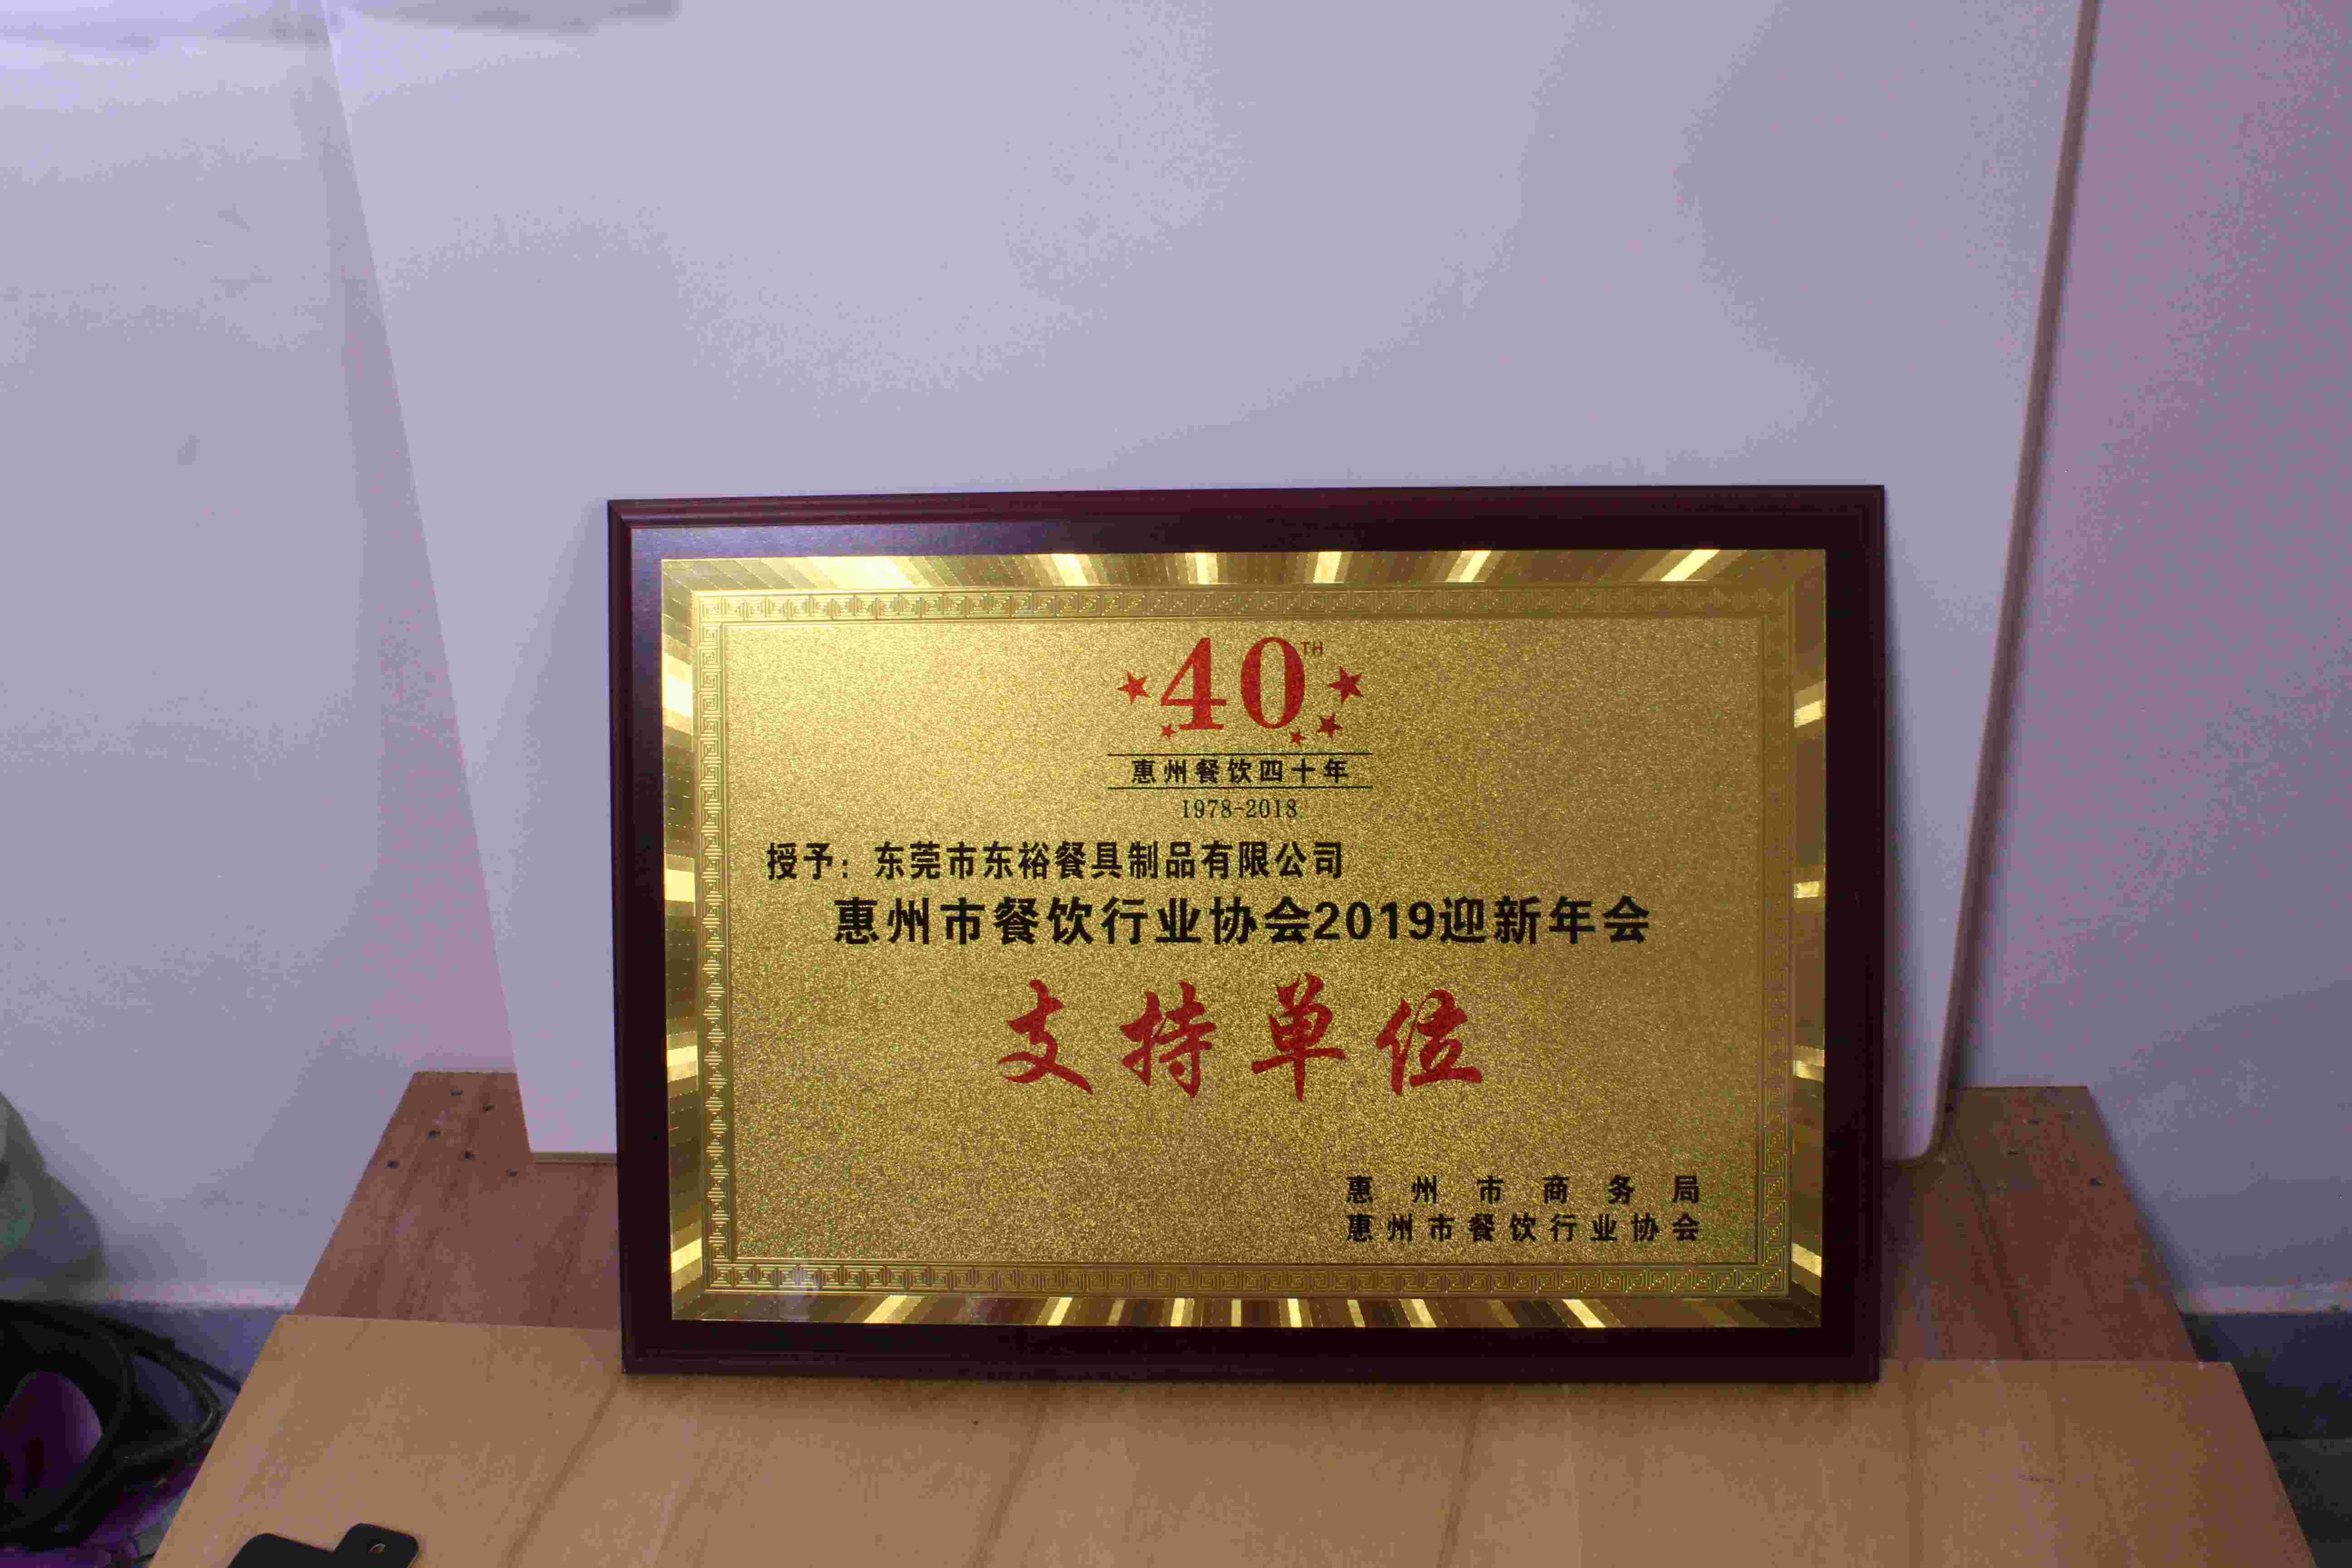 40TH
惠州餐饮四十年
1978-2018
授予：东莞市东裕餐具制品有限公司
惠州市餐饮行业协会2019迎新年会
支持单位
惠州市商务局
惠州市餐饮行业协会